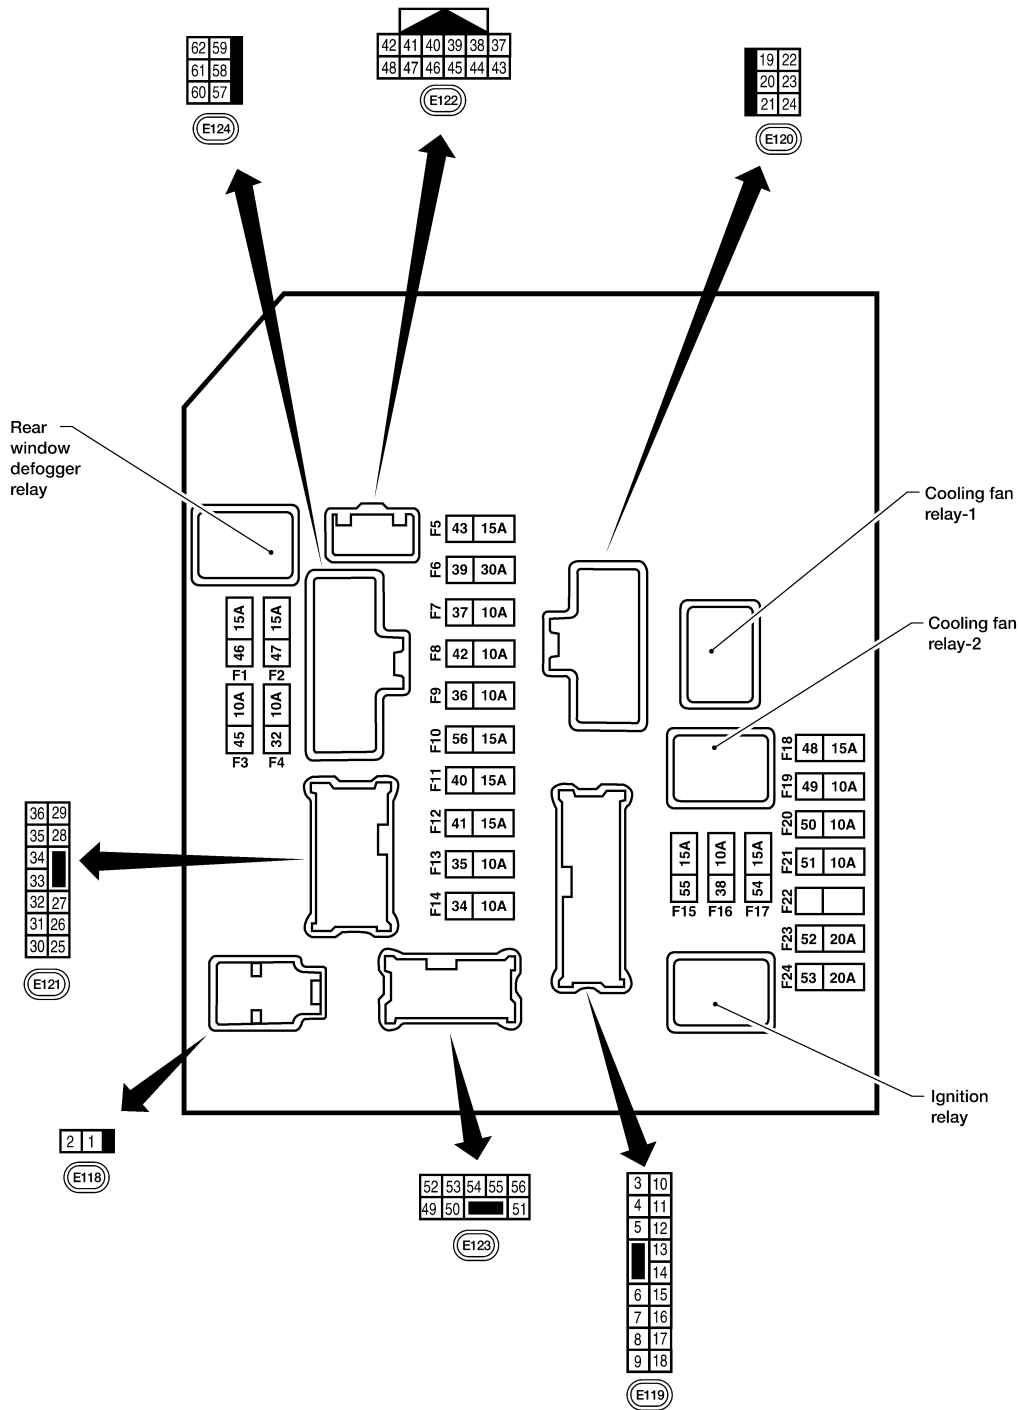 62 59
61 58
60 57
E124
42 41 40 39 38 37
48 47 46 45 44 43
E122
19 22
20 23
21 24
E120
Rear
window
defogger
relay
Cooling fan
relay-1
Cooling fan
relay-2
F5 43 15A
F6 39 30A
F7 37 10A
F8 42 10A
F9 36 10A
F10 56 15A
F11 40 15A
F12 41 15A
F13 35 10A
F14 34 10A
15A 46 F1
15A 47 F2
10A 45 F3
10A 32 F4
15A 55 F15
10A 38 F16
15A 54 F17
F18 48 15A
F19 49 10A
F20 50 10A
F21 51 10A
F22
F23 52 20A
F24 53 20A
36 29
35 28
34
33
32 27
31 26
30 25
E121
Ignition
relay
2 1
E118
52 53 54 55 56
49 50 51
E123
3 10
4 11
5 12
13
14
6 15
7 16
8 17
9 18
E119